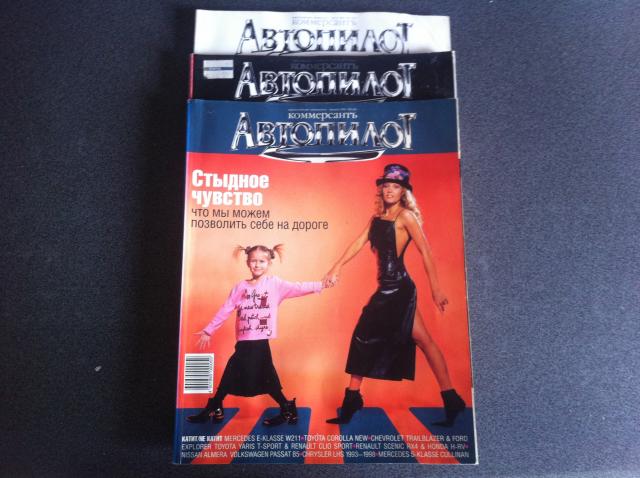 коммерсантъ
Автопилот
коммерсантъ
Автопилот
коммерсантъ
Автопилот
Стыдное
чувство
что мы можем
позволить себе на дороге
КАТИТ/НЕ КАТИТ MERCEDES E-KLASSE W211•TOYOTA COROLLA NEW•CHEVROLET TRAILBLAZER & FORD
EXPLORER TOYOTA YARIS T-SPORT & RENAULT CLIO SPORT•RENAULT SCENIC RX4 & HONDA H-RV•
NISSAN ALMERA VOLKSWAGEN PASSAT B5•CHRYSLER LHS 1993–1998•MERCEDES S-KLASSE CULLINAN